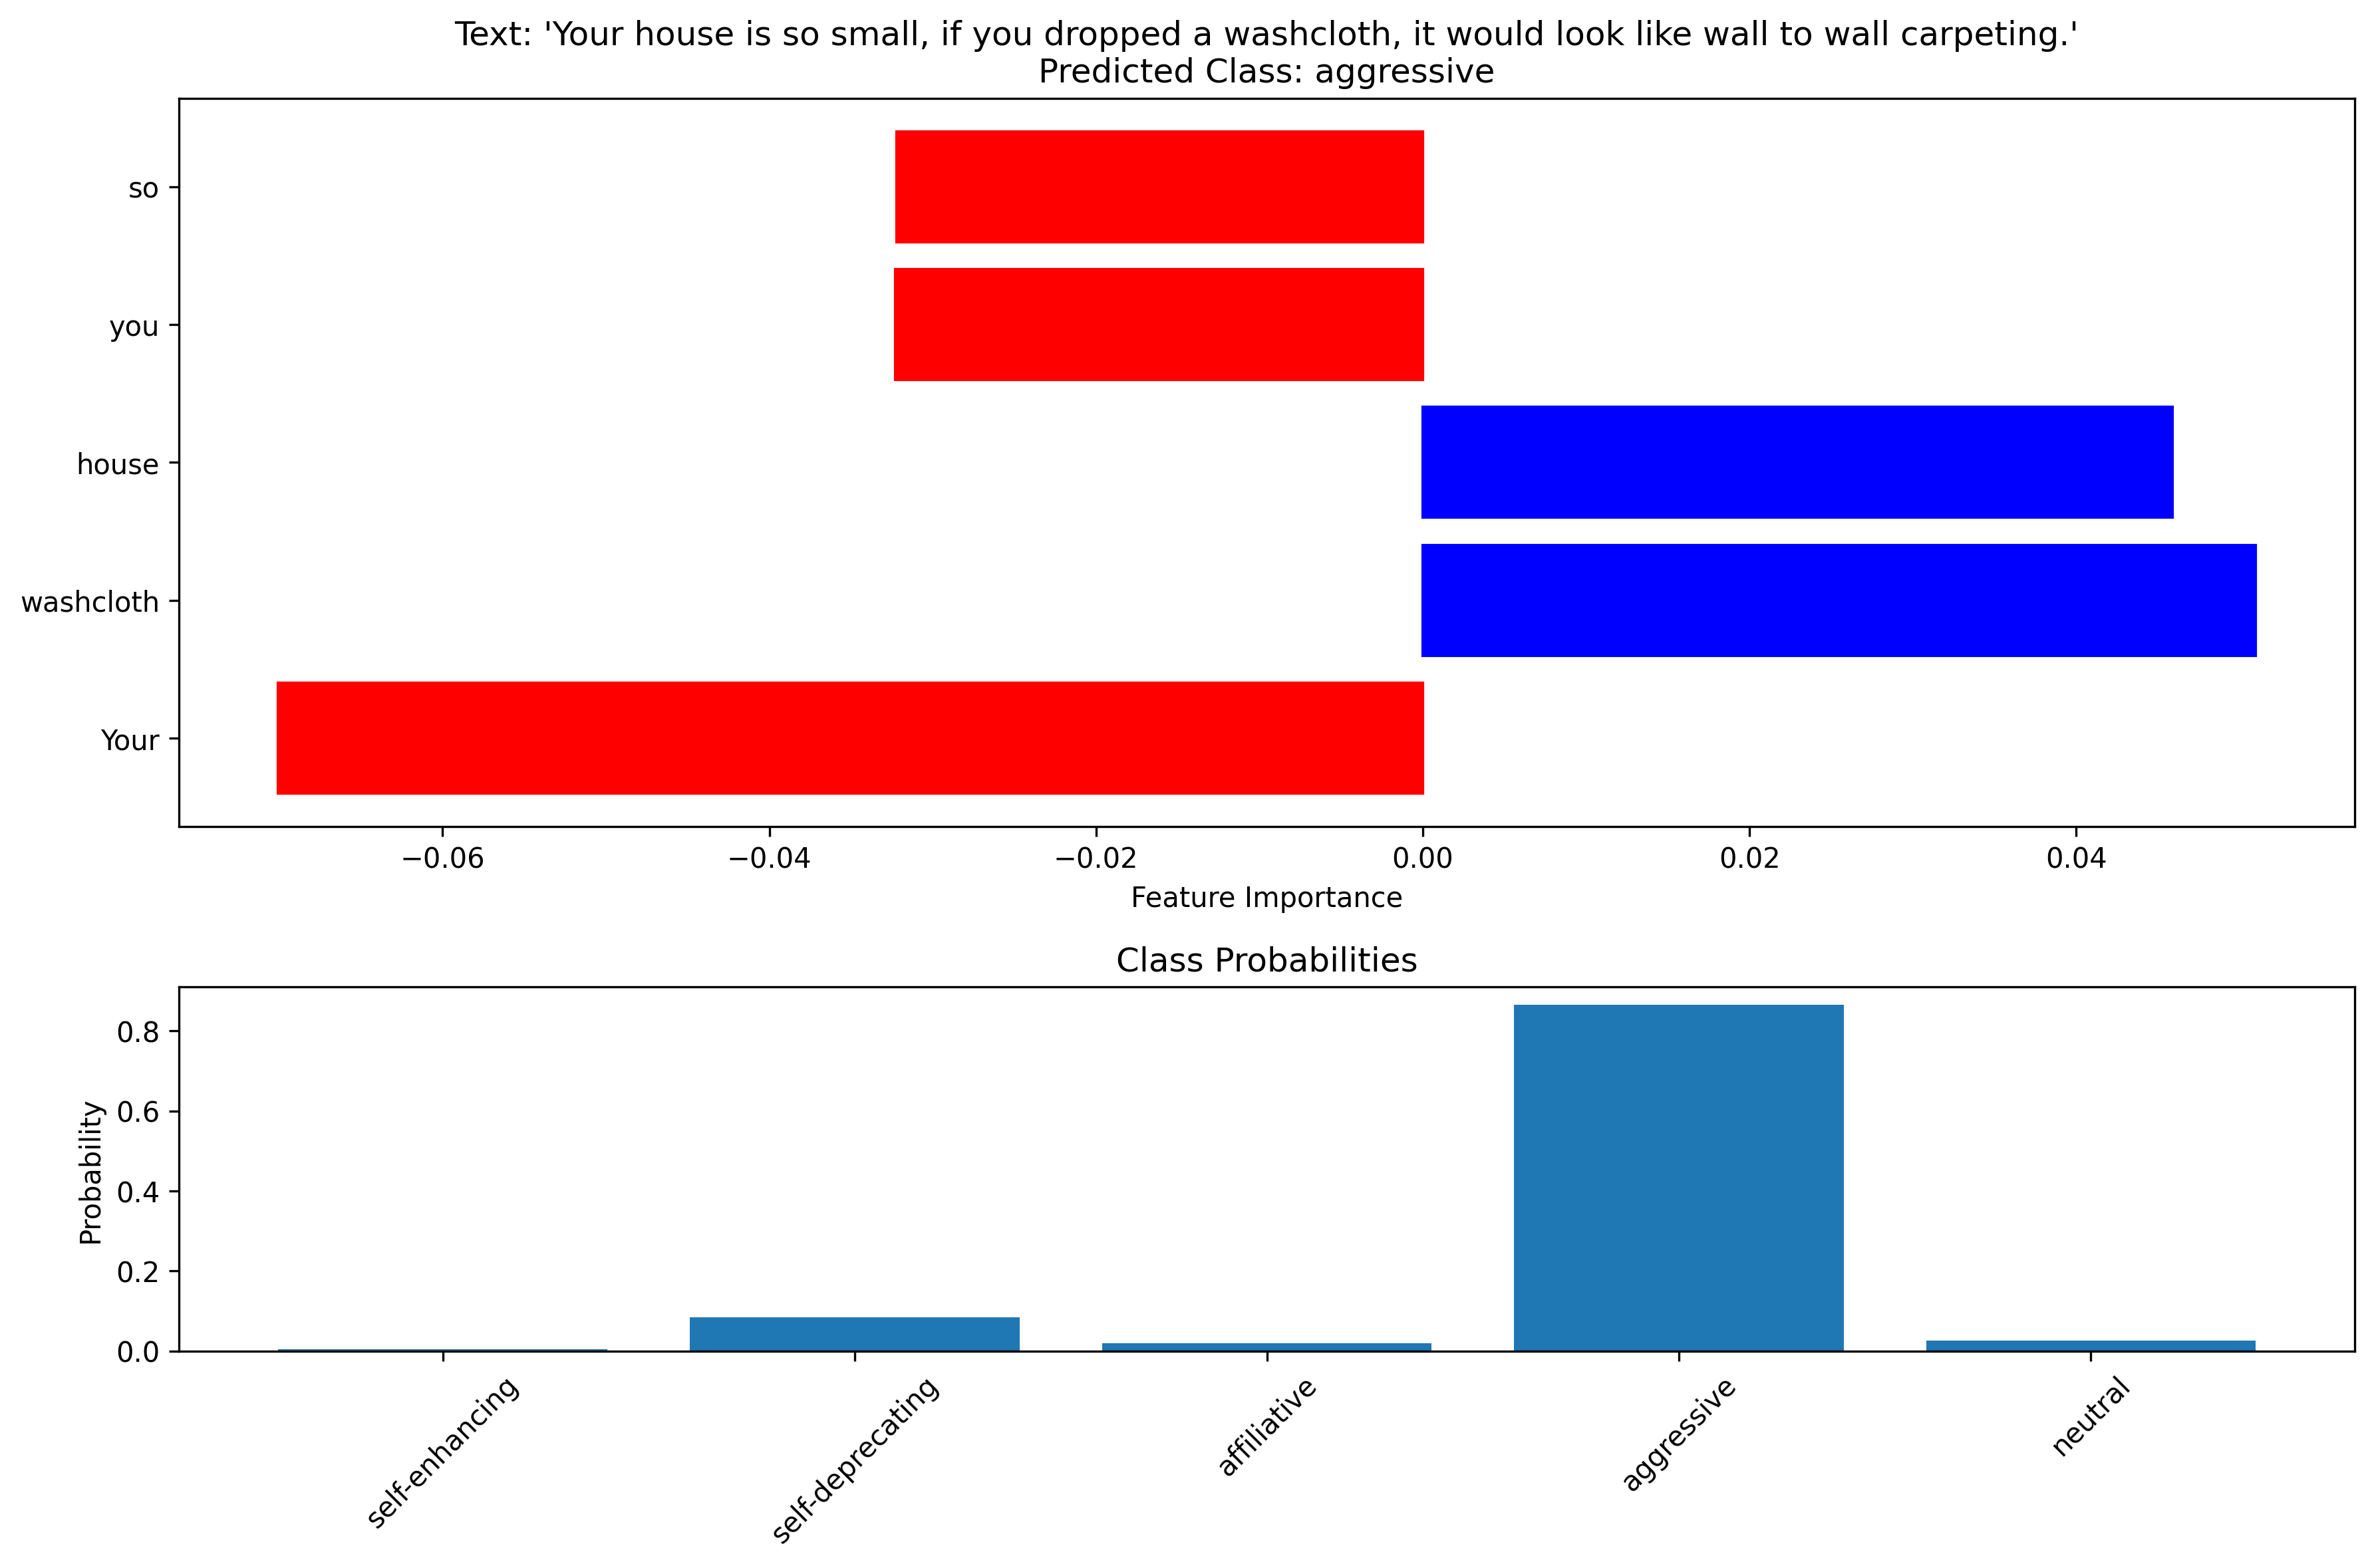 Text: 'Your house is so small, if you dropped a washcloth, it would look like wall to wall carpeting.'
Predicted Class: aggressive
so
you
house
washcloth
Your
−0.06
−0.04
−0.02
0.00
0.02
0.04
Feature Importance
Class Probabilities
Probability
0.8
0.6
0.4
0.2
0.0
self-enhancing
self-deprecating
affiliative
aggressive
neutral